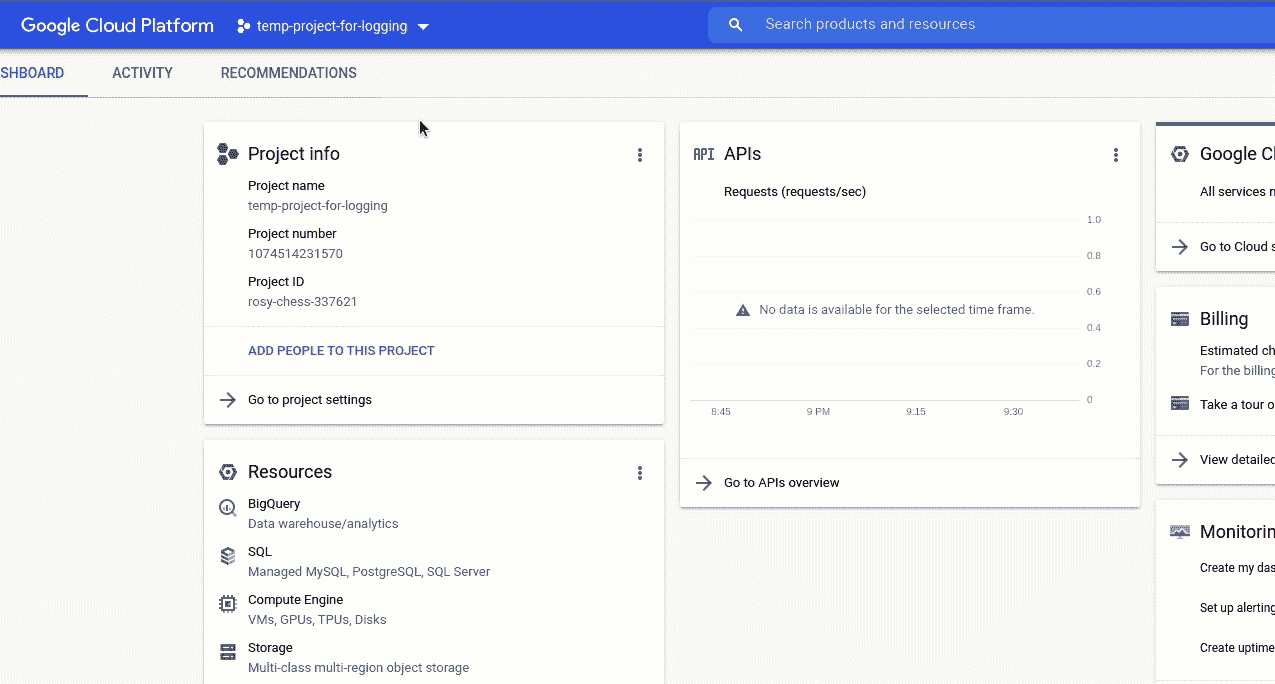 Google Cloud Platform
temp-project-for-logging
Search products and resources
SHBOARD
ACTIVITY
RECOMMENDATIONS
Project info
Project name
temp-project-for-logging
Project number
1074514231570
Project ID
rosy-chess-337621
ADD PEOPLE TO THIS PROJECT
Go to project settings
Resources
BigQuery
Data warehouse/analytics
SQL
Managed MySQL, PostgreSQL, SQL Server
Compute Engine
VMs, GPUs, TPUs, Disks
Storage
Multi-class multi-region object storage
API APIs
Requests (requests/sec)
1.0
0.8
0.6
No data is available for the selected time frame.
0.4
0.2
0
8:45 9 PM 9:15 9:30
Go to APIs overview
Google Cl
All services n
Go to Cloud s
Billing
Estimated ch
For the billing
Take a tour o
View detailed
Monitorin
Create my das
Set up alerting
Create uptime